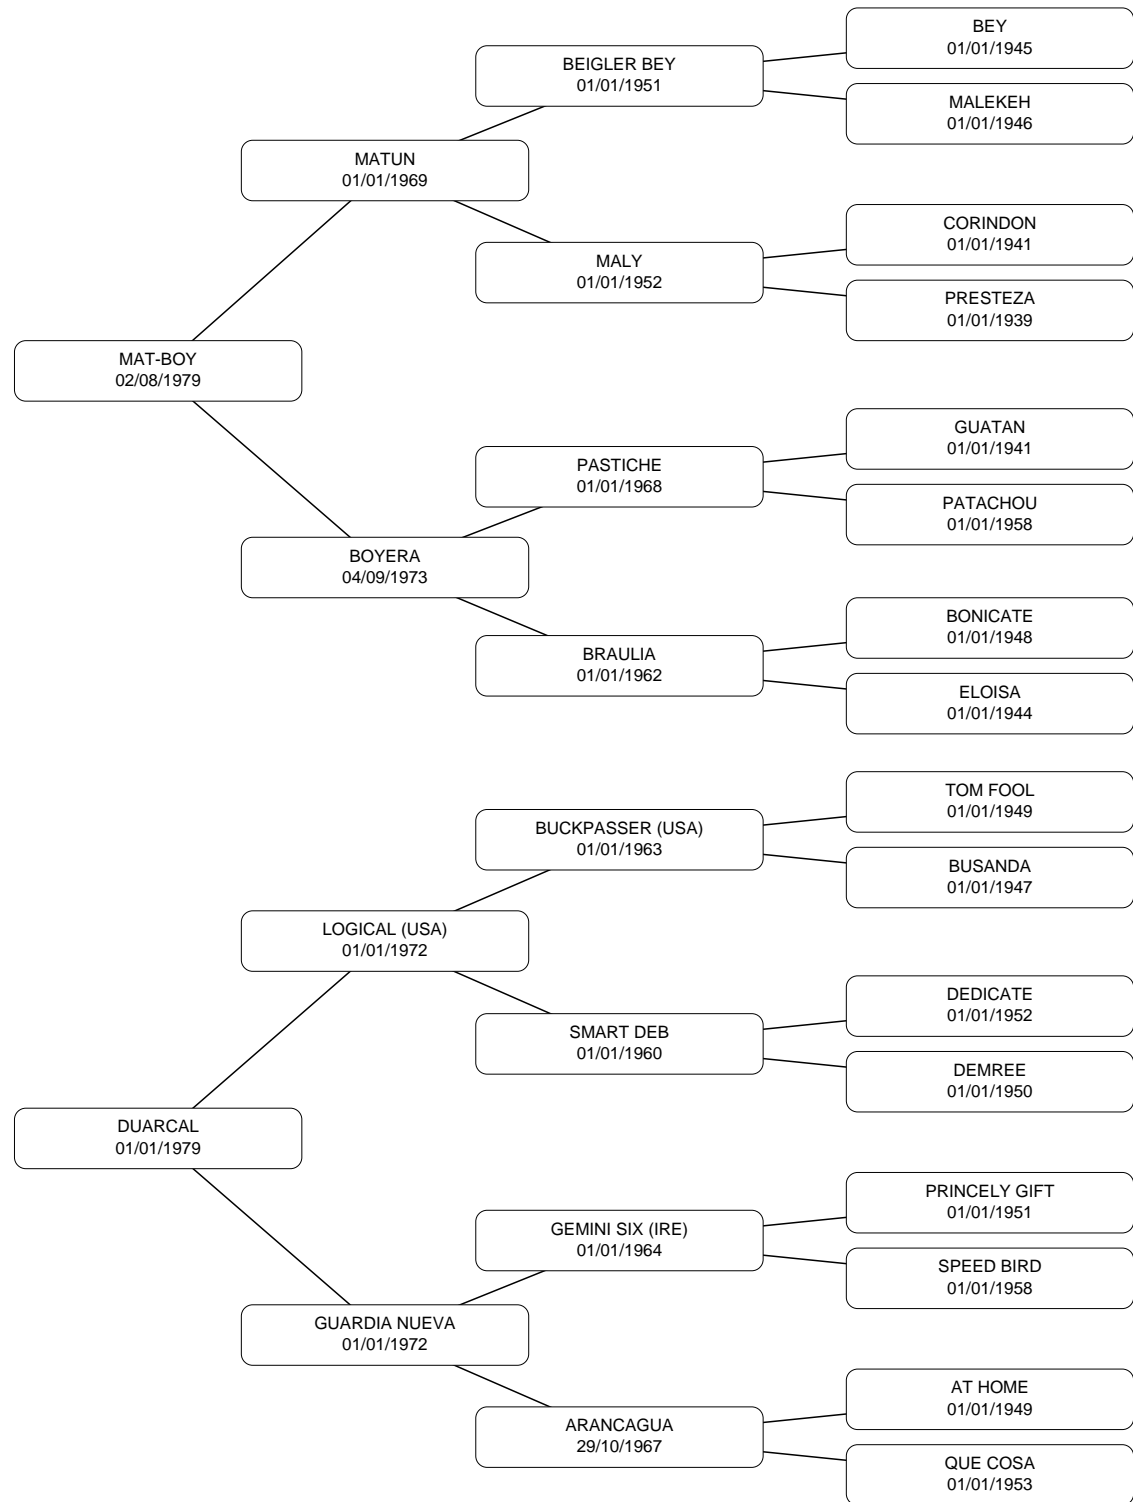 BEY
01/01/1945
BEIGLER BEY
01/01/1951
MALEKEH
01/01/1946
MATUN
01/01/1969
CORINDON
01/01/1941
MALY
01/01/1952
PRESTEZA
01/01/1939
MAT-BOY
02/08/1979
GUATAN
01/01/1941
PASTICHE
01/01/1968
PATACHOU
01/01/1958
BOYERA
04/09/1973
BONICATE
01/01/1948
BRAULIA
01/01/1962
ELOISA
01/01/1944
TOM FOOL
01/01/1949
BUCKPASSER (USA)
01/01/1963
BUSANDA
01/01/1947
LOGICAL (USA)
01/01/1972
DEDICATE
01/01/1952
SMART DEB
01/01/1960
DEMREE
01/01/1950
DUARCAL
01/01/1979
PRINCELY GIFT
01/01/1951
GEMINI SIX (IRE)
01/01/1964
SPEED BIRD
01/01/1958
GUARDIA NUEVA
01/01/1972
AT HOME
01/01/1949
ARANCAGUA
29/10/1967
QUE COSA
01/01/1953